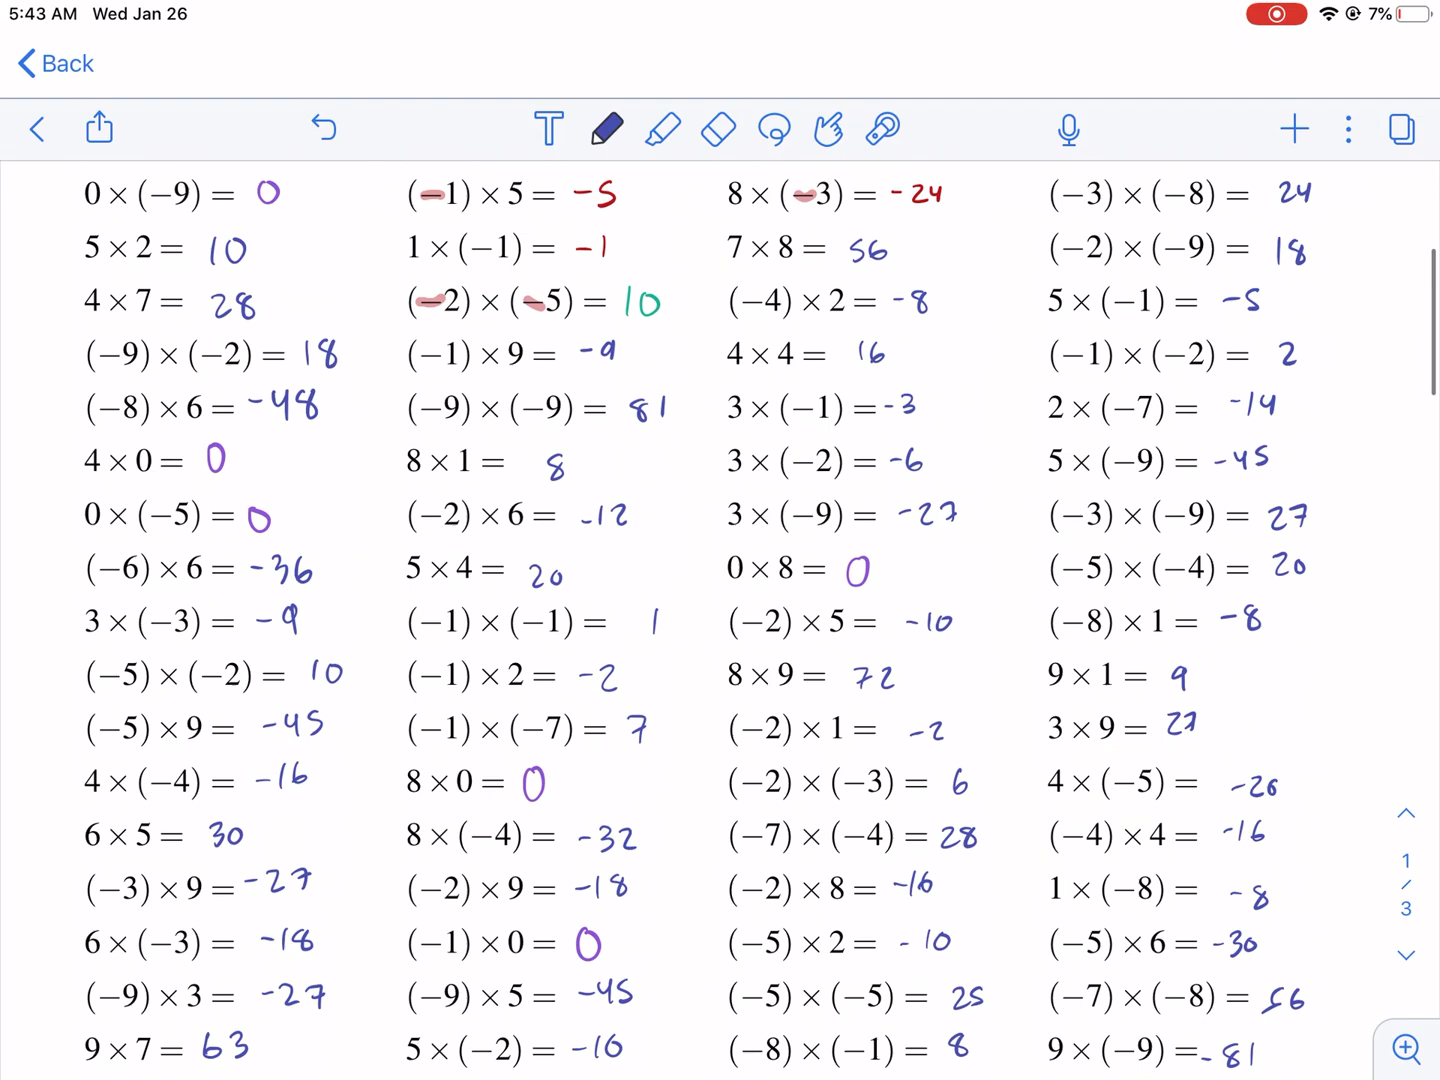 5:43 AM Wed Jan 26 7%
Back
0 × (−9) = 0 (−1) × 5 = -5 8 × (−3) = -24 (−3) × (−8) = 24
5 × 2 = 10 1 × (−1) = -1 7 × 8 = 56 (−2) × (−9) = 18
4 × 7 = 28 (−2) × (−5) = 10 (−4) × 2 = -8 5 × (−1) = -5
(−9) × (−2) = 18 (−1) × 9 = -9 4 × 4 = 16 (−1) × (−2) = 2
(−8) × 6 = -48 (−9) × (−9) = 81 3 × (−1) = -3 2 × (−7) = -14
4 × 0 = 0 8 × 1 = 8 3 × (−2) = -6 5 × (−9) = -45
0 × (−5) = 0 (−2) × 6 = -12 3 × (−9) = -27 (−3) × (−9) = 27
(−6) × 6 = -36 5 × 4 = 20 0 × 8 = 0 (−5) × (−4) = 20
3 × (−3) = -9 (−1) × (−1) = 1 (−2) × 5 = -10 (−8) × 1 = -8
(−5) × (−2) = 10 (−1) × 2 = -2 8 × 9 = 72 9 × 1 = 9
(−5) × 9 = -45 (−1) × (−7) = 7 (−2) × 1 = -2 3 × 9 = 27
4 × (−4) = -16 8 × 0 = 0 (−2) × (−3) = 6 4 × (−5) = -20
6 × 5 = 30 8 × (−4) = -32 (−7) × (−4) = 28 (−4) × 4 = -16
(−3) × 9 = -27 (−2) × 9 = -18 (−2) × 8 = -16 1 × (−8) = -8
6 × (−3) = -18 (−1) × 0 = 0 (−5) × 2 = -10 (−5) × 6 = -30
(−9) × 3 = -27 (−9) × 5 = -45 (−5) × (−5) = 25 (−7) × (−8) = 56
9 × 7 = 63 5 × (−2) = -10 (−8) × (−1) = 8 9 × (−9) = -81
1
/
3